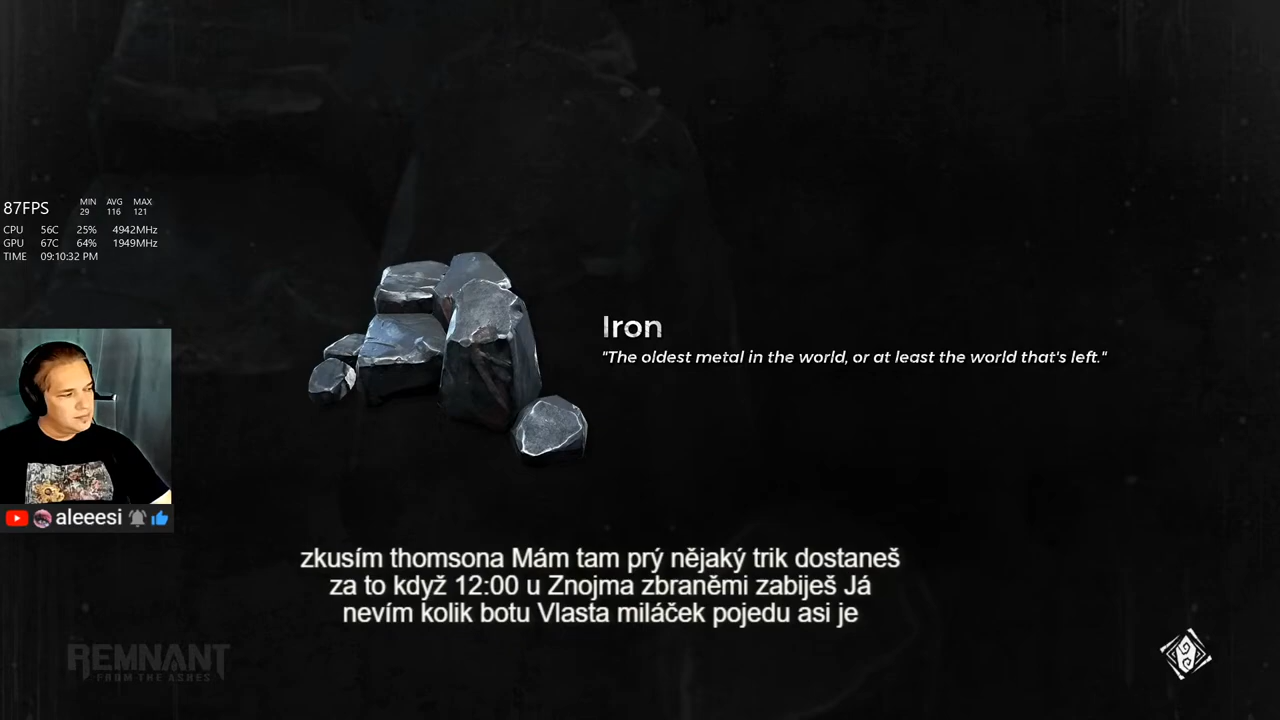 87FPS
MIN AVG MAX
29 116 121
CPU 56C 25% 4942MHz
GPU 67C 64% 1949MHz
TIME 09:10:32 PM
Iron
"The oldest metal in the world, or at least the world that's left."
aleeesi
zkusím thomsona Mám tam prý nějaký trik dostaneš
za to když 12:00 u Znojma zbraněmi zabiješ Já
nevím kolik botu Vlasta miláček pojedu asi je
REMNANT
FROM THE ASHES